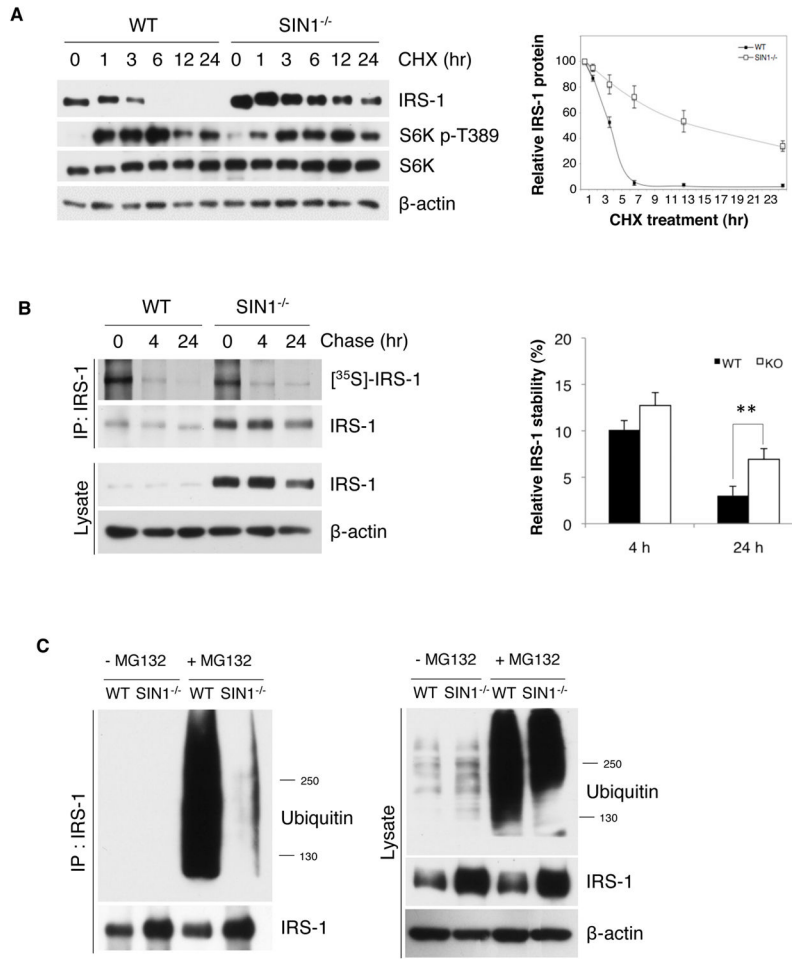 A
WT SIN1-/-
0 1 3 6 12 24 0 1 3 6 12 24 CHX (hr)
IRS-1
S6K p-T389
S6K
β-actin
Relative IRS-1 protein
100
80
60
40
20
0
WT
SIN1-/-
1 3 5 7 9 11 13 15 17 19 21 23
CHX treatment (hr)
B
WT SIN1-/-
0 4 24 0 4 24 Chase (hr)
IP: IRS-1
[35S]-IRS-1
IRS-1
Lysate
IRS-1
β-actin
Relative IRS-1 stability (%)
20
15
10
5
0
WT KO
**
4 h 24 h
C
- MG132 + MG132
WT SIN1-/- WT SIN1-/-
IP : IRS-1
250
Ubiquitin
130
IRS-1
- MG132 + MG132
WT SIN1-/- WT SIN1-/-
Lysate
250
Ubiquitin
130
IRS-1
β-actin